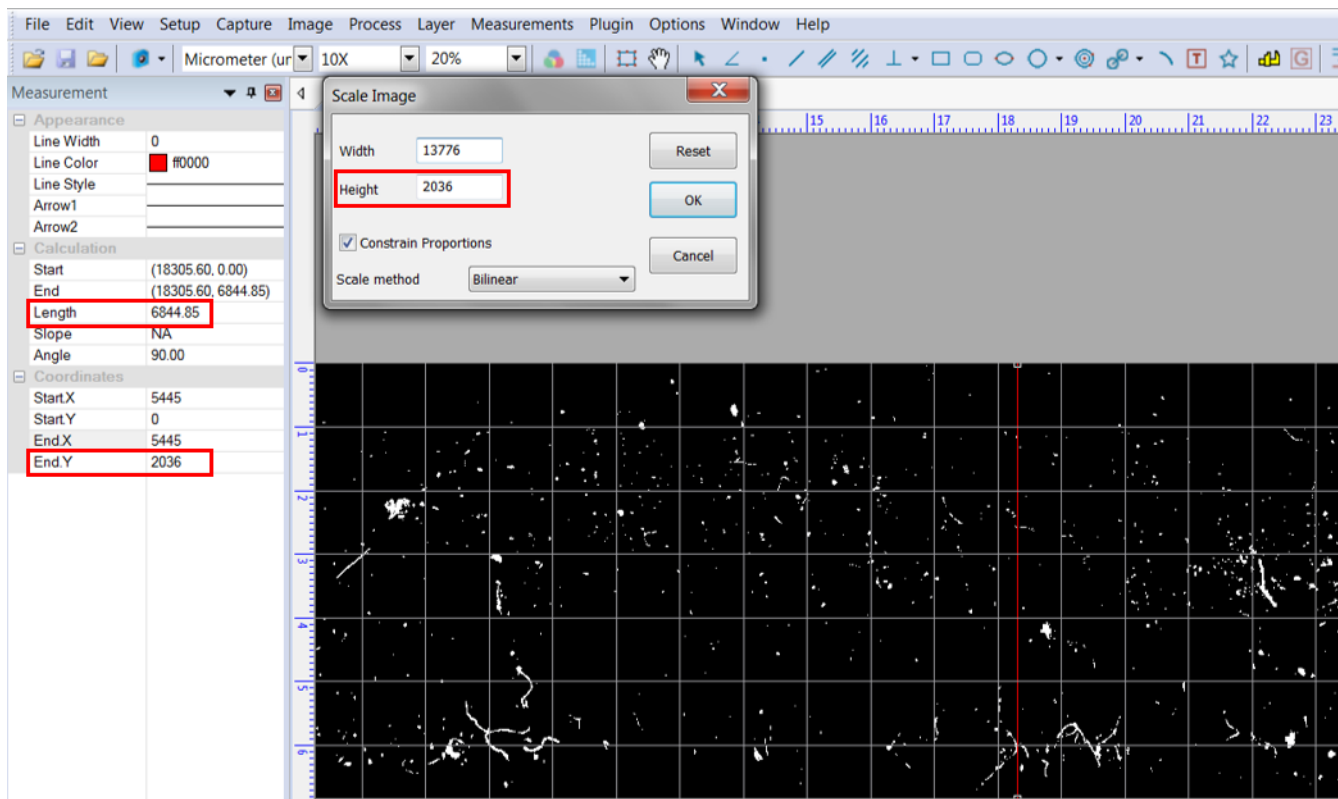 File Edit View Setup Capture Image Process Layer Measurements Plugin Options Window Help
Micrometer (ur 10X 20% T G
Measurement
Appearance
Line Width 0
Line Color ff0000
Line Style
Arrow1
Arrow2
Calculation
Start (18305.60, 0.00)
End (18305.60, 6844.85)
Length 6844.85
Slope NA
Angle 90.00
Coordinates
Start.X 5445
Start.Y 0
End.X 5445
End.Y 2036
Scale Image
Width 13776
Height 2036
Constrain Proportions
Scale method Bilinear
Reset
OK
Cancel
15 16 17 18 19 20 21 22 23
0
1
2
3
4
5
6